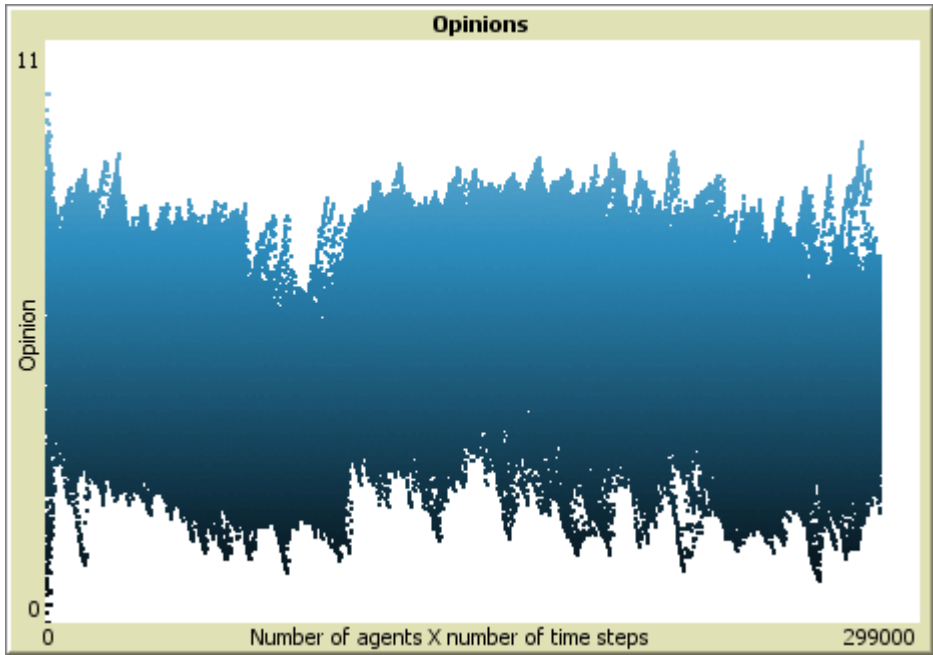 Opinions
11
Opinion
0
0
Number of agents X number of time steps
299000